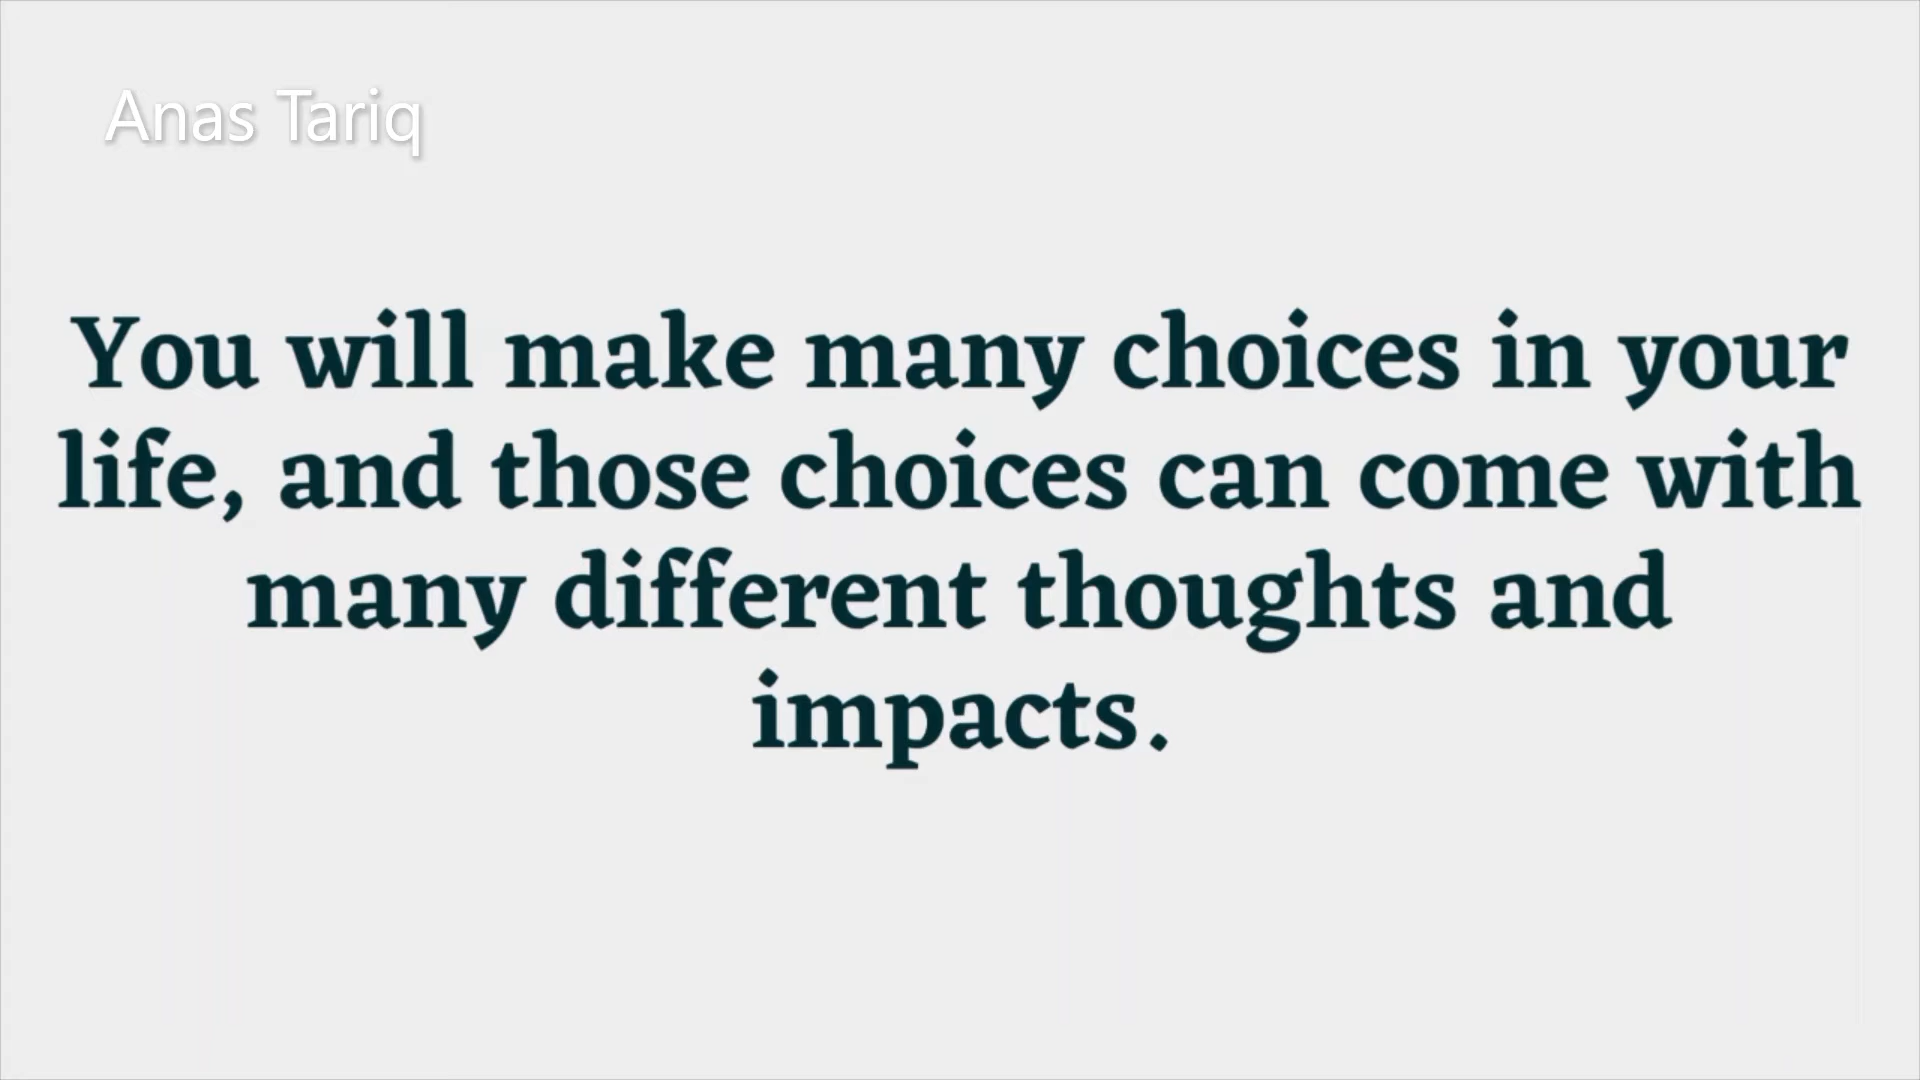 Anas Tariq
You will make many choices in your
life, and those choices can come with
many different thoughts and
impacts.